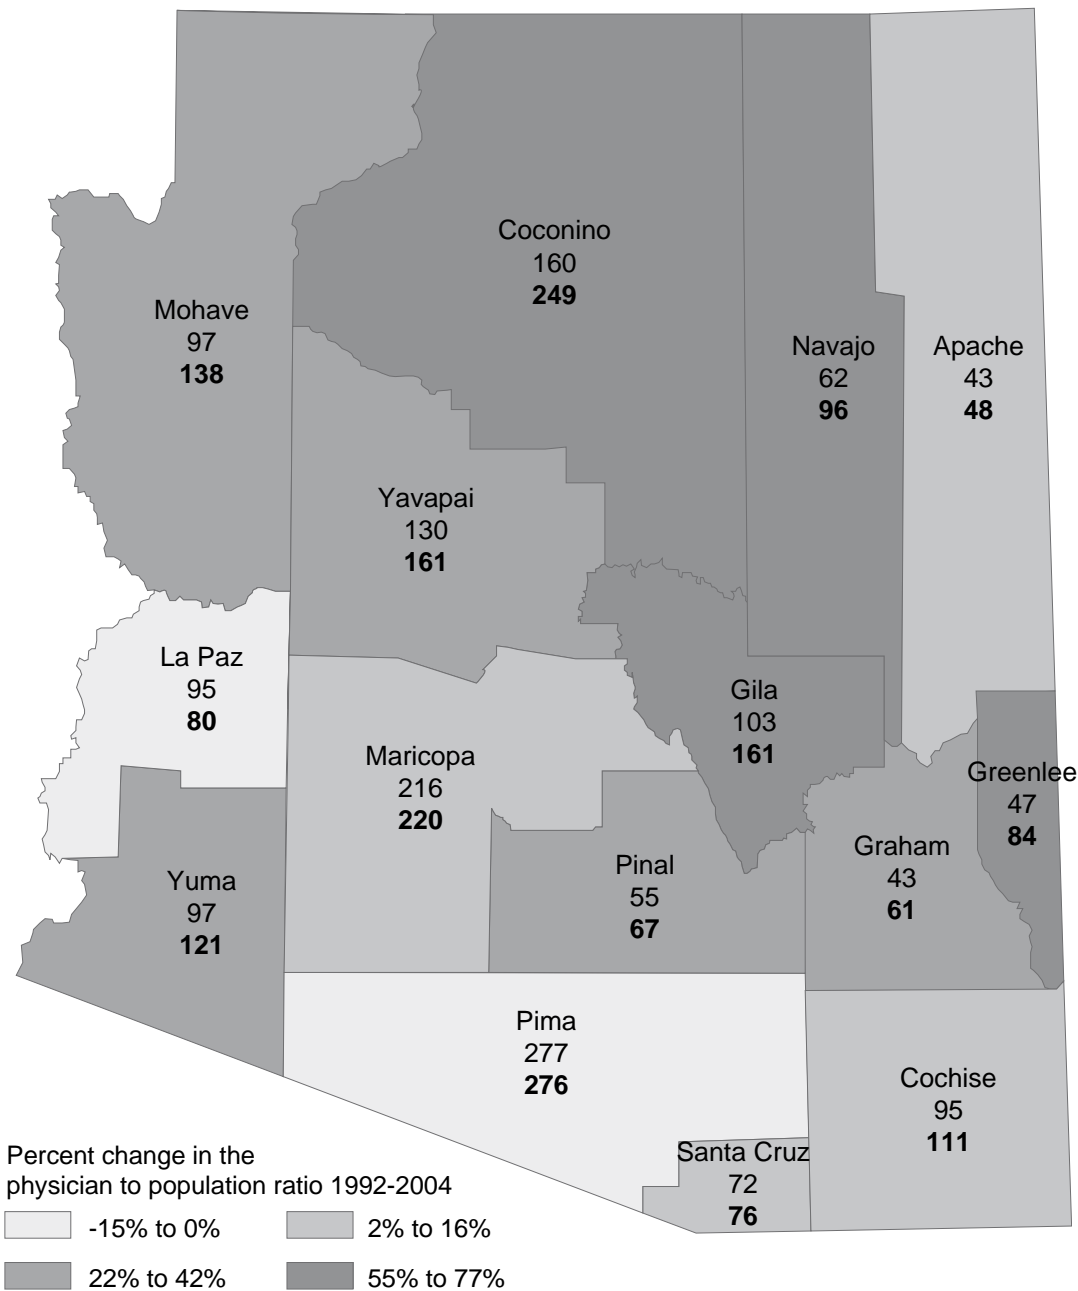 Coconino
160
249
Mohave
97
138
Navajo
62
96
Apache
43
48
Yavapai
130
161
La Paz
95
80
Gila
103
161
Maricopa
216
220
Greenlee
47
84
Graham
43
61
Pinal
55
67
Yuma
97
121
Pima
277
276
Cochise
95
111
Santa Cruz
72
76
Percent change in the
physician to population ratio 1992-2004
-15% to 0%
2% to 16%
22% to 42%
55% to 77%